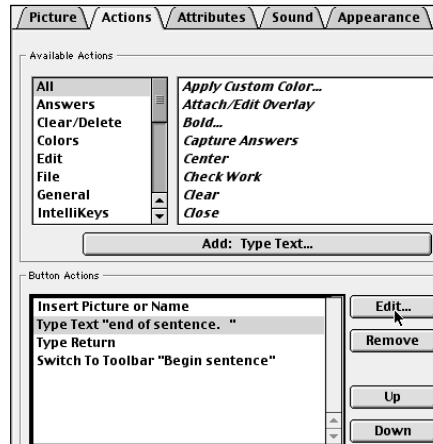 Picture Actions Attributes Sound Appearance
Available Actions
All
Answers
Clear/Delete
Colors
Edit
File
General
IntelliKeys
Apply Custom Color...
Attach/Edit Overlay
Bold...
Capture Answers
Center
Check Work
Clear
Close
Add: Type Text...
Button Actions
Insert Picture or Name
Type Text "end of sentence.  "
Type Return
Switch To Toolbar "Begin sentence"
Edit...
Remove
Up
Down